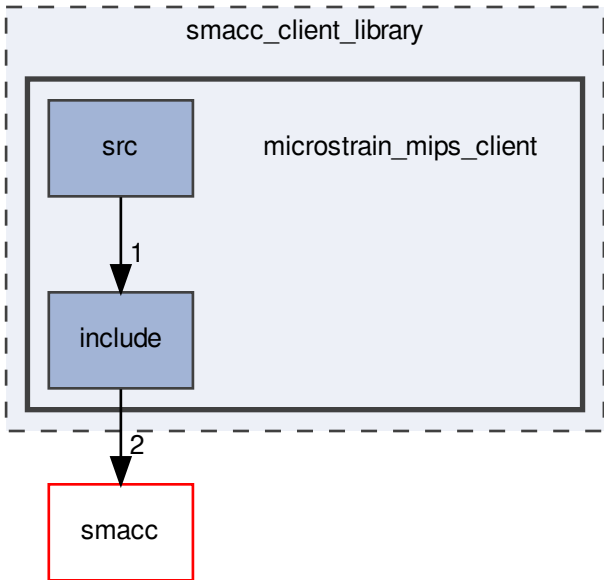 smacc_client_library
src
microstrain_mips_client
1
include
2
smacc